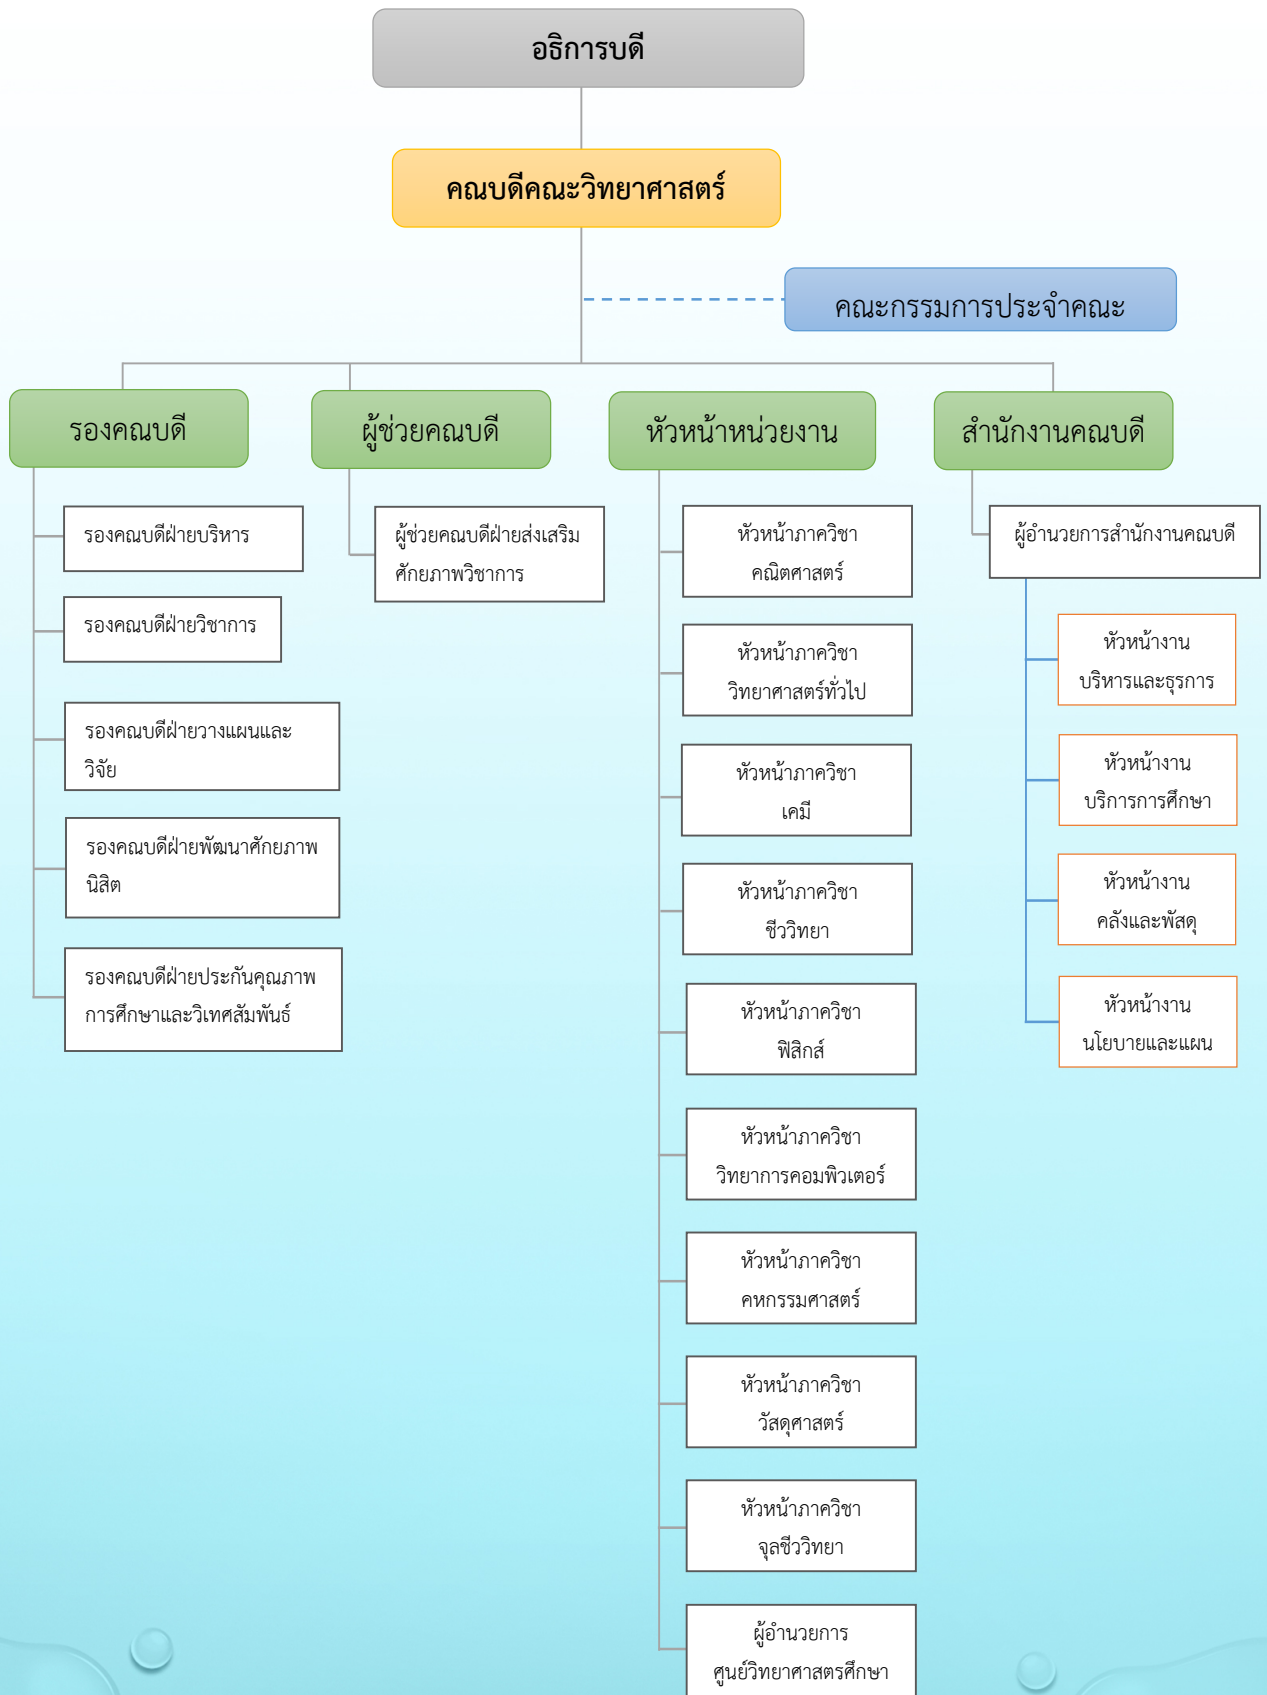 อธิการบดี
คณบดีคณะวิทยาศาสตร์
คณะกรรมการประจำคณะ
รองคณบดี
รองคณบดีฝ่ายบริหาร
รองคณบดีฝ่ายวิชาการ
รองคณบดีฝ่ายวางแผนและ
วิจัย
รองคณบดีฝ่ายพัฒนาศักยภาพ
นิสิต
รองคณบดีฝ่ายประกันคุณภาพ
การศึกษาและวิเทศสัมพันธ์
ผู้ช่วยคณบดี
ผู้ช่วยคณบดีฝ่ายส่งเสริม
ศักยภาพวิชาการ
หัวหน้าหน่วยงาน
หัวหน้าภาควิชา
คณิตศาสตร์
หัวหน้าภาควิชา
วิทยาศาสตร์ทั่วไป
หัวหน้าภาควิชา
เคมี
หัวหน้าภาควิชา
ชีววิทยา
หัวหน้าภาควิชา
ฟิสิกส์
หัวหน้าภาควิชา
วิทยาการคอมพิวเตอร์
หัวหน้าภาควิชา
คหกรรมศาสตร์
หัวหน้าภาควิชา
วัสดุศาสตร์
หัวหน้าภาควิชา
จุลชีววิทยา
ผู้อำนวยการ
ศูนย์วิทยาศาสตรศึกษา
สำนักงานคณบดี
ผู้อำนวยการสำนักงานคณบดี
หัวหน้างาน
บริหารและธุรการ
หัวหน้างาน
บริการการศึกษา
หัวหน้างาน
คลังและพัสดุ
หัวหน้างาน
นโยบายและแผน